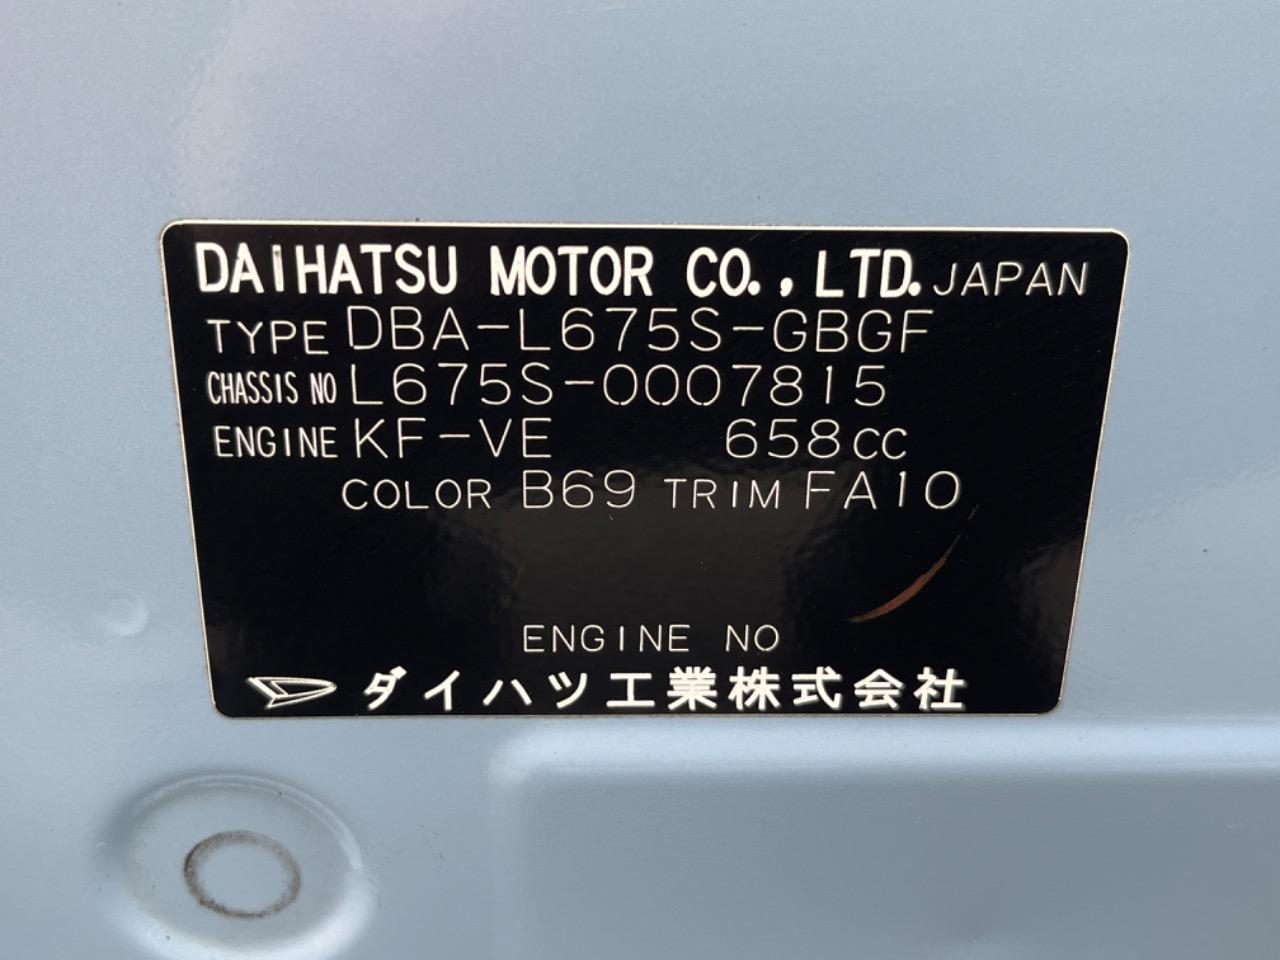 DAIHATSU MOTOR CO., LTD. JAPAN
TYPE DBA-L675S-GBGF
CHASSIS NO L675S-0007815
ENGINE KF-VE 658cc
COLOR B69 TRIM FA10
ENGINE NO
ダイハツ工業株式会社